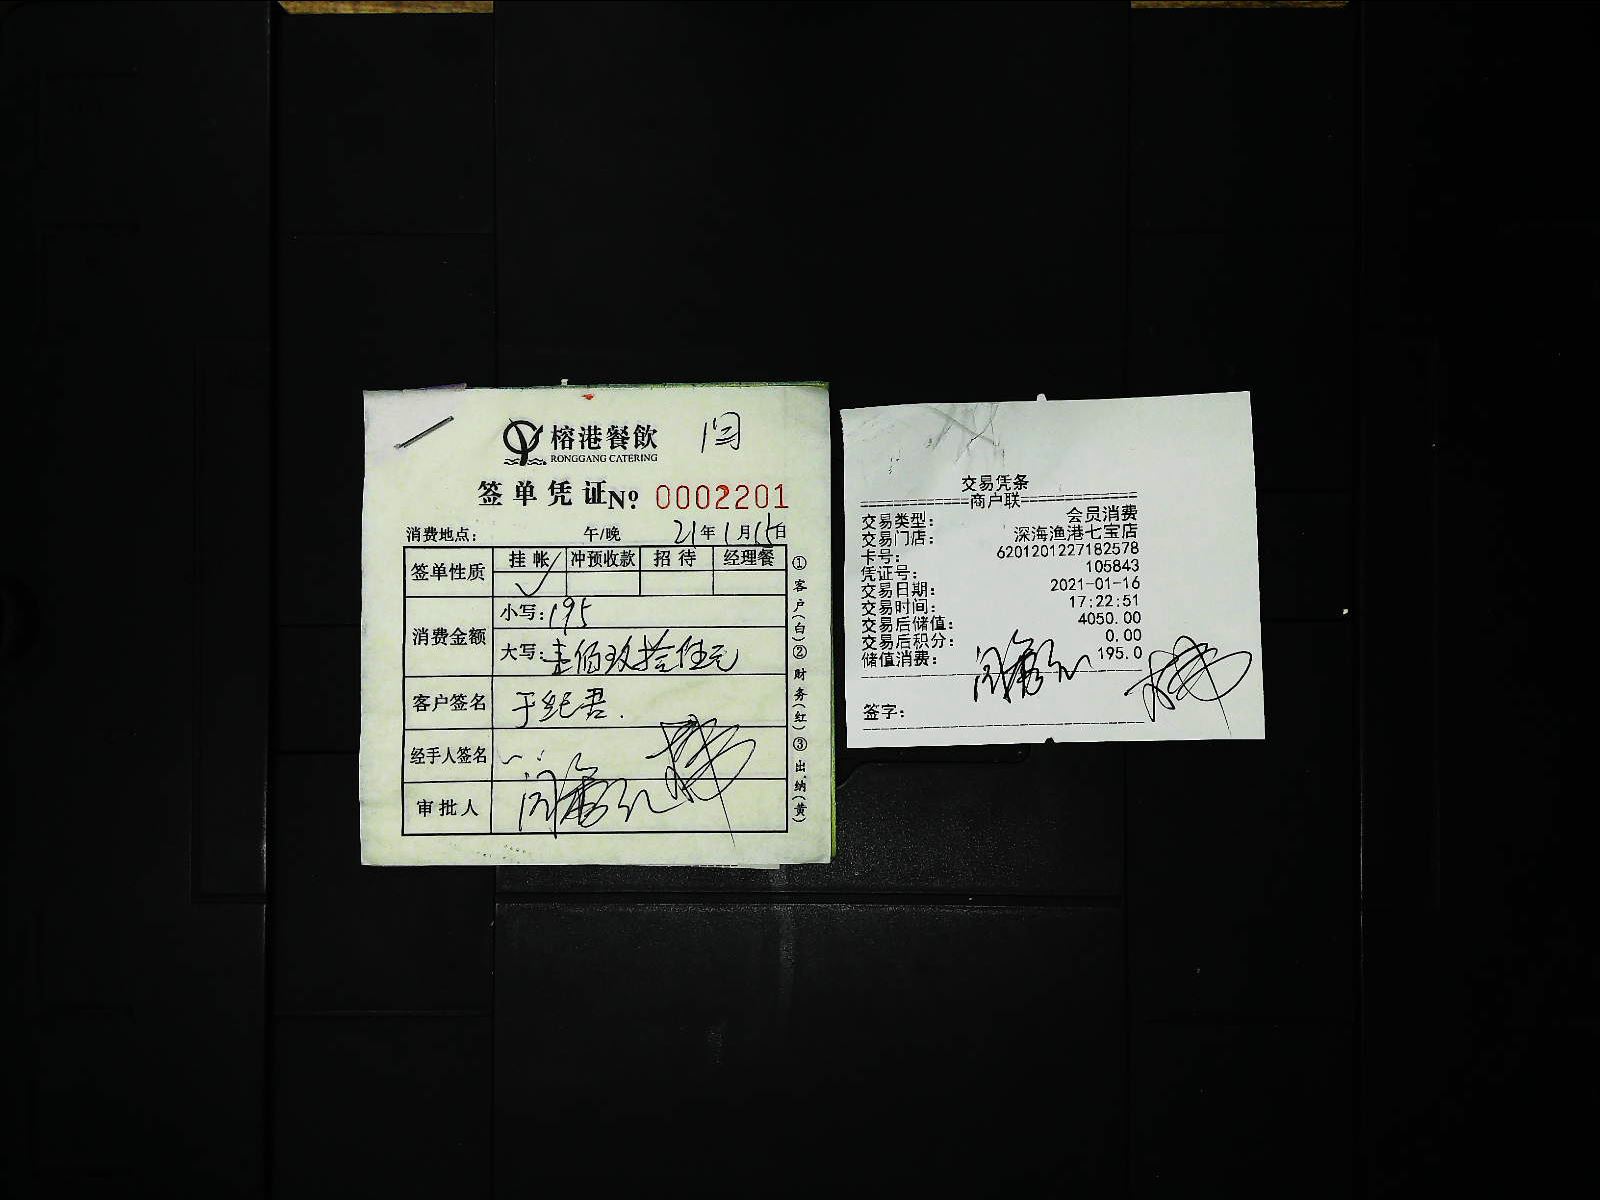 榕港餐飲
闫
RONGGANG CATERING
签单凭证 No 0002201
消费地点： 午/晚 21年1月15日
签单性质 挂帐 冲预收款 招待 经理餐
消费金额 小写：195
大写：壹佰玖拾伍元
客户签名 于纪君.
经手人签名
审批人
①客户(白)②财务(红)③出纳(黄)
交易凭条
商户联
交易类型： 会员消费
交易门店： 深海渔港七宝店
卡号： 6201201227182578
凭证号： 105843
交易日期： 2021-01-16
交易时间： 17:22:51
交易后储值： 4050.00
交易后积分： 0.00
储值消费： 195.0
签字：